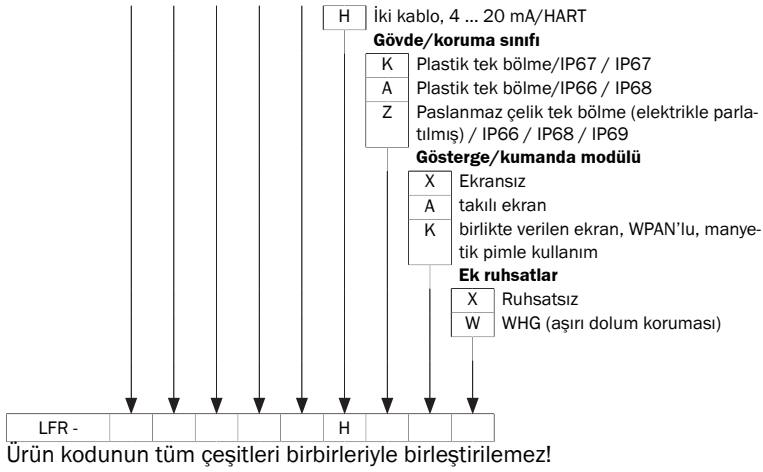 H İki kablo, 4 ... 20 mA/HART
Gövde/koruma sınıfı
K Plastik tek bölme/IP67 / IP67
A Plastik tek bölme/IP66 / IP68
Z Paslanmaz çelik tek bölme (elektrikle parla-
tılmış) / IP66 / IP68 / IP69
Gösterge/kumanda modülü
X Ekransız
A takılı ekran
K birlikte verilen ekran, WPAN’lu, manye-
tik pimle kullanım
Ek ruhsatlar
X Ruhsatsız
W WHG (aşırı dolum koruması)
LFR - H
Ürün kodunun tüm çeşitleri birbirleriyle birleştirilemez!